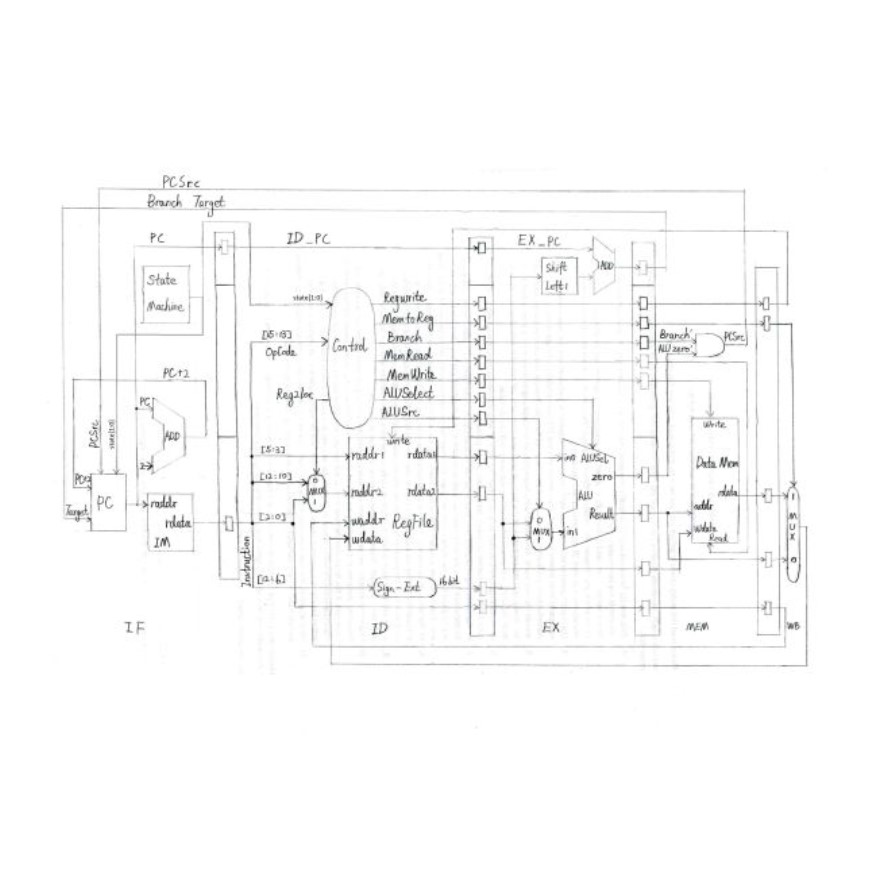 PCSrc
Branch Target
PC
ID_PC
EX_PC
State
Machine
state[1:0]
Shift
Left1
ADD
Regwrite
MemtoReg
Branch
MemRead
MemWrite
ALUSelect
ALUSrc
Control
[15:13]
OpCode
Reg2loc
Branch'
ALUzero'
PCSrc
PC+2
PCSrc
state[1:0]
PC
ADD
2
PC+2
Target
PC
raddr
rdata
IM
Instruction
[5:3]
[12:10]
[2:0]
[12:6]
0
MUX
1
write
raddr1
rdata1
raddr2
rdata2
waddr
wdata
RegFile
Sign-Ext
16bit
in0
ALUSel
zero
ALU
Result
in1
0
MUX
1
write
Data Mem
rdata
addr
Wdata
Read
1
MUX
0
IF
ID
EX
MEM
WB